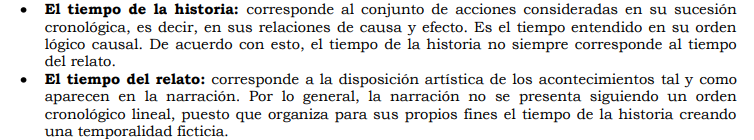 • El tiempo de la historia: corresponde al conjunto de acciones consideradas en su sucesión
cronológica, es decir, en sus relaciones de causa y efecto. Es el tiempo entendido en su orden
lógico causal. De acuerdo con esto, el tiempo de la historia no siempre corresponde al tiempo
del relato.
• El tiempo del relato: corresponde a la disposición artística de los acontecimientos tal y como
aparecen en la narración. Por lo general, la narración no se presenta siguiendo un orden
cronológico lineal, puesto que organiza para sus propios fines el tiempo de la historia creando
una temporalidad ficticia.